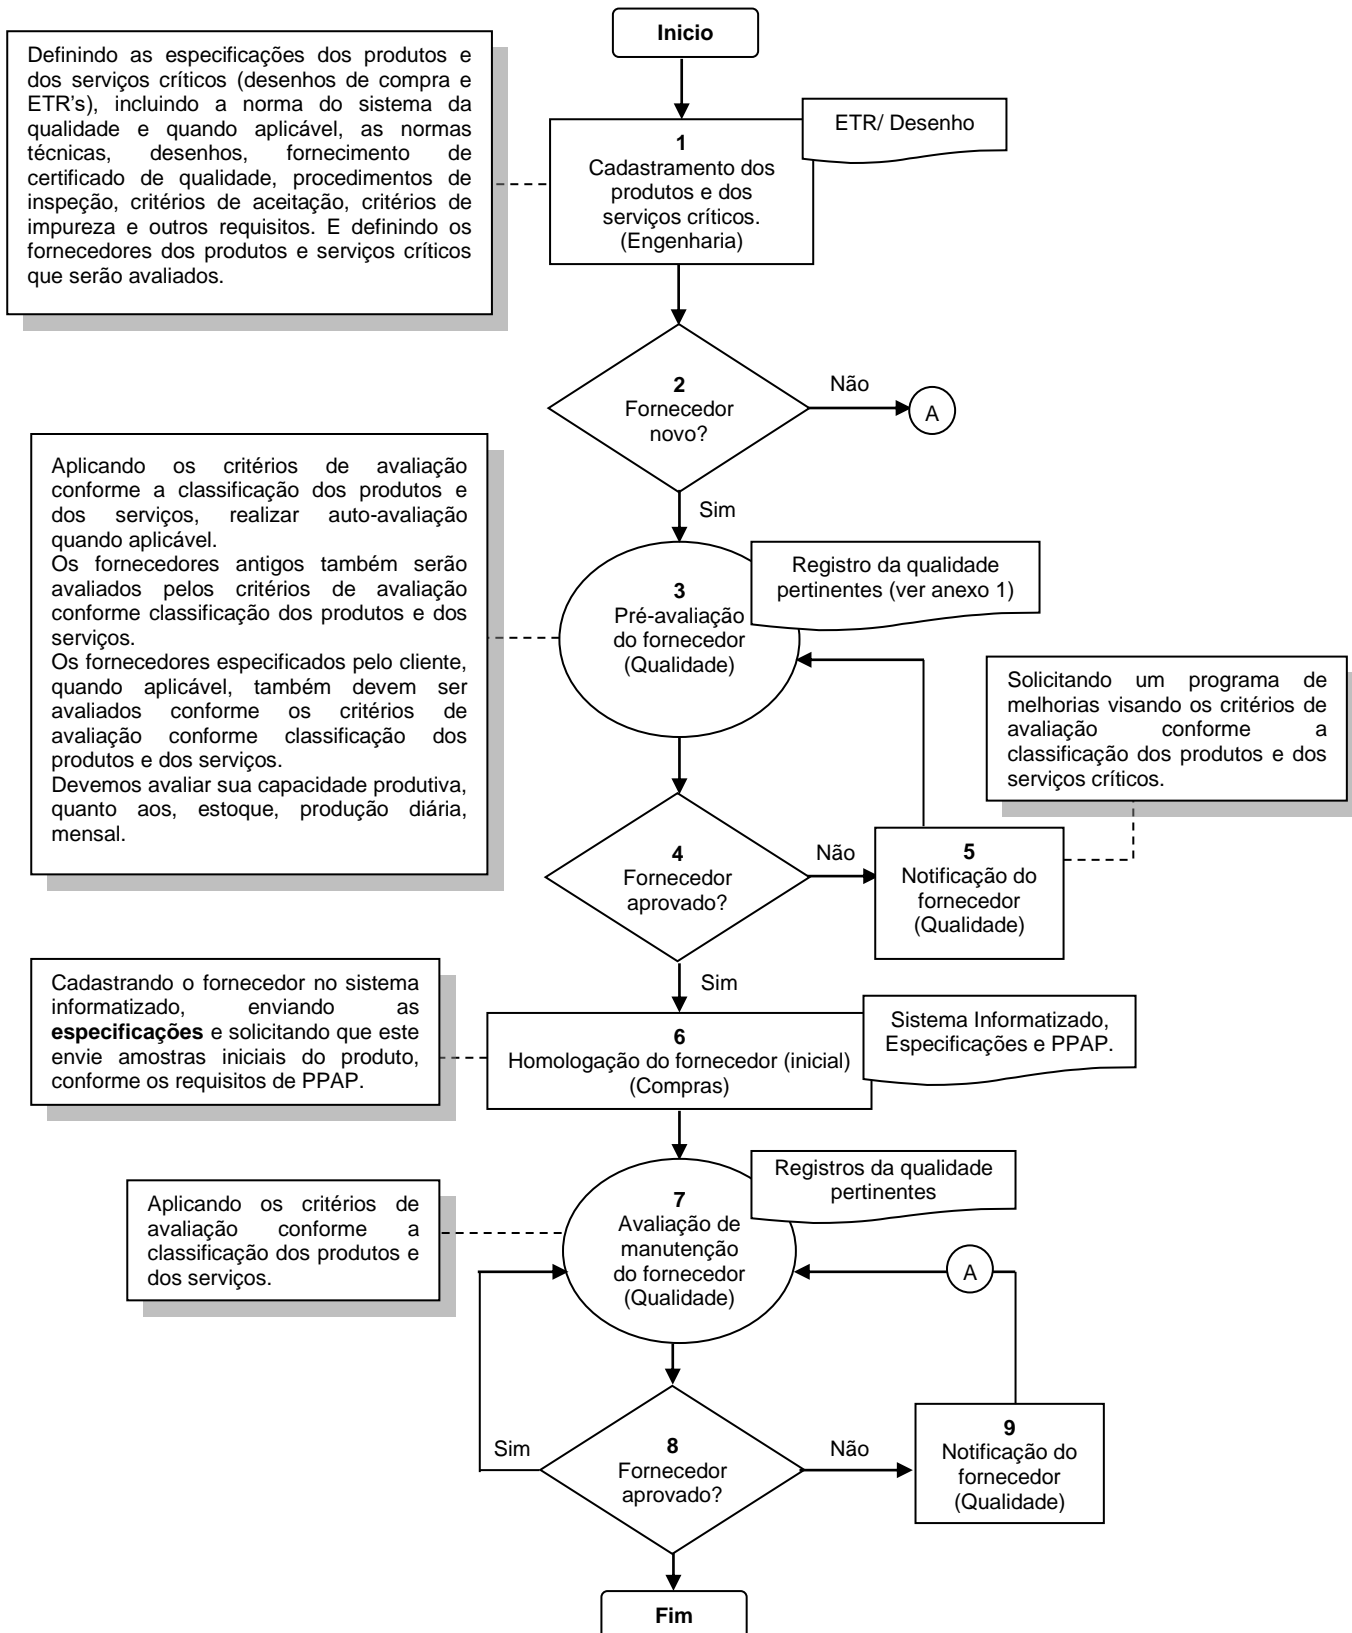 Inicio
Definindo as especificações dos produtos e
dos serviços críticos (desenhos de compra e
ETR's), incluindo a norma do sistema da
qualidade e quando aplicável, as normas
técnicas, desenhos, fornecimento de
certificado de qualidade, procedimentos de
inspeção, critérios de aceitação, critérios de
impureza e outros requisitos. E definindo os
fornecedores dos produtos e serviços críticos
que serão avaliados.
ETR/ Desenho
1
Cadastramento dos
produtos e dos
serviços críticos.
(Engenharia)
2
Fornecedor
novo?
Não
A
Sim
Aplicando os critérios de avaliação
conforme a classificação dos produtos e
dos serviços, realizar auto-avaliação
quando aplicável.
Os fornecedores antigos também serão
avaliados pelos critérios de avaliação
conforme classificação dos produtos e dos
serviços.
Os fornecedores especificados pelo cliente,
quando aplicável, também devem ser
avaliados conforme os critérios de
avaliação conforme classificação dos
produtos e dos serviços.
Devemos avaliar sua capacidade produtiva,
quanto aos, estoque, produção diária,
mensal.
Registro da qualidade
pertinentes (ver anexo 1)
3
Pré-avaliação
do fornecedor
(Qualidade)
Solicitando um programa de
melhorias visando os critérios de
avaliação conforme a
classificação dos produtos e dos
serviços críticos.
4
Fornecedor
aprovado?
Não
5
Notificação do
fornecedor
(Qualidade)
Sim
Cadastrando o fornecedor no sistema
informatizado, enviando as
especificações e solicitando que este
envie amostras iniciais do produto,
conforme os requisitos de PPAP.
Sistema Informatizado,
Especificações e PPAP.
6
Homologação do fornecedor (inicial)
(Compras)
Registros da qualidade
pertinentes
Aplicando os critérios de
avaliação conforme a
classificação dos produtos e
dos serviços.
7
Avaliação de
manutenção
do fornecedor
(Qualidade)
A
Sim
8
Fornecedor
aprovado?
Não
9
Notificação do
fornecedor
(Qualidade)
Fim